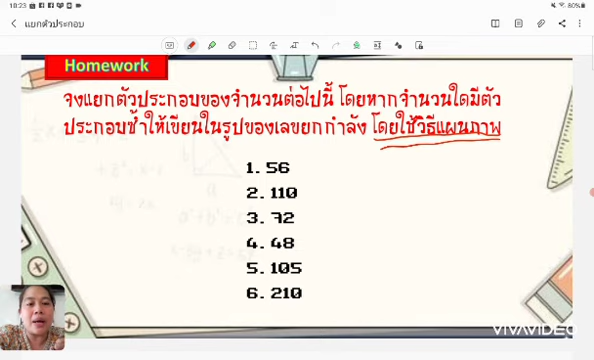 10:23
80%
แยกตัวประกอบ
Homework
จงแยกตัวประกอบของจำนวนต่อไปนี้ โดยหากจำนวนใดมีตัว
ประกอบซ้ำให้เขียนในรูปของเลขยกกำลัง โดยใช้วิธีแผนภาพ
1. 56
2. 110
3. 72
4. 48
5. 105
6. 210
VIVAVIDEO